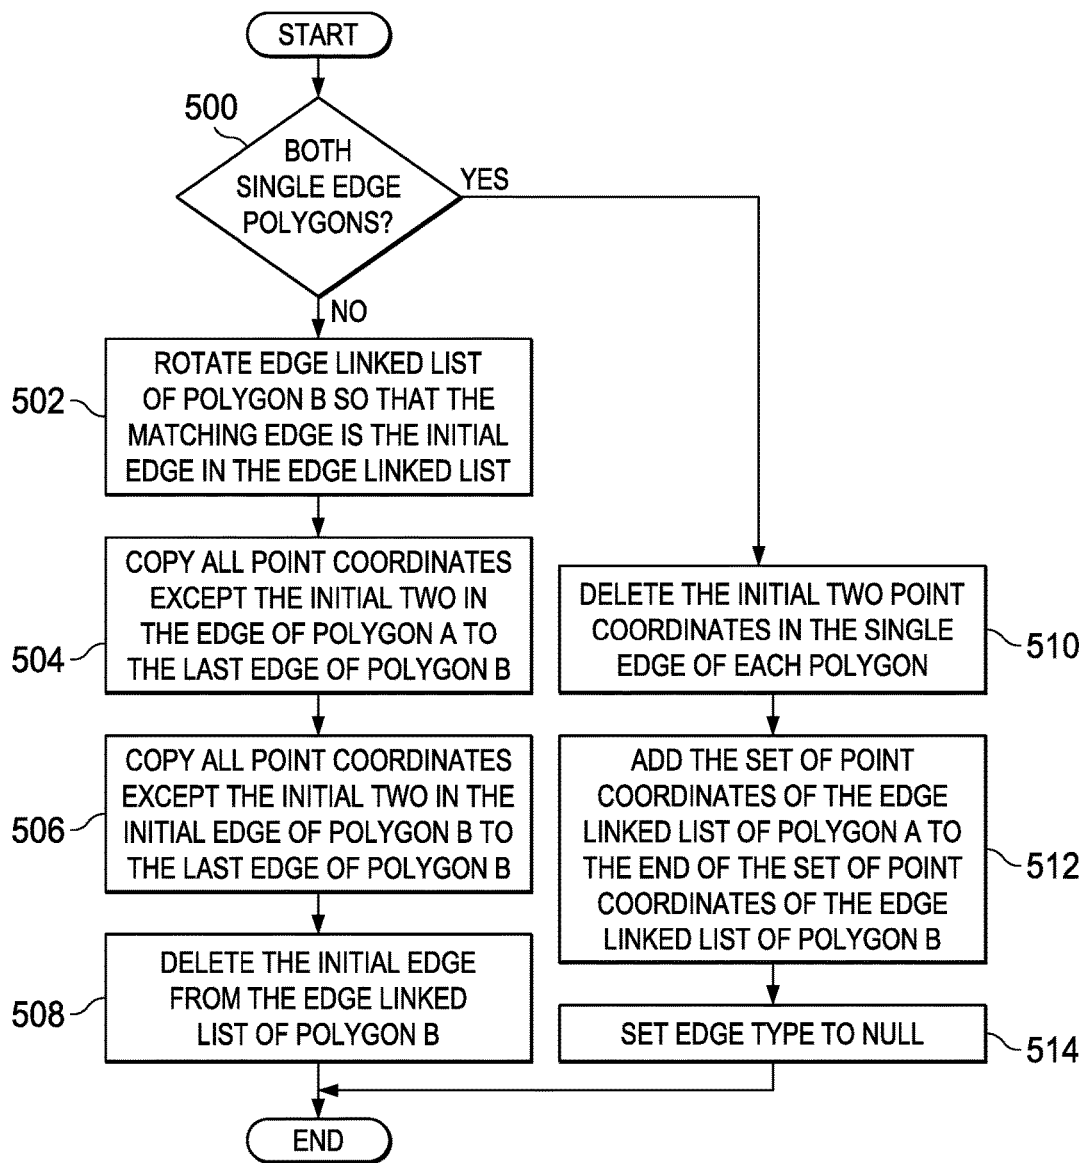 START
500
BOTH
SINGLE EDGE
POLYGONS?
YES
NO
ROTATE EDGE LINKED LIST
OF POLYGON B SO THAT THE
MATCHING EDGE IS THE INITIAL
EDGE IN THE EDGE LINKED LIST
502
COPY ALL POINT COORDINATES
EXCEPT THE INITIAL TWO IN
THE EDGE OF POLYGON A TO
THE LAST EDGE OF POLYGON B
504
COPY ALL POINT COORDINATES
EXCEPT THE INITIAL TWO IN THE
INITIAL EDGE OF POLYGON B TO
THE LAST EDGE OF POLYGON B
506
DELETE THE INITIAL EDGE
FROM THE EDGE LINKED
LIST OF POLYGON B
508
DELETE THE INITIAL TWO POINT
COORDINATES IN THE SINGLE
EDGE OF EACH POLYGON
510
ADD THE SET OF POINT
COORDINATES OF THE EDGE
LINKED LIST OF POLYGON A TO
THE END OF THE SET OF POINT
COORDINATES OF THE EDGE
LINKED LIST OF POLYGON B
512
SET EDGE TYPE TO NULL
514
END